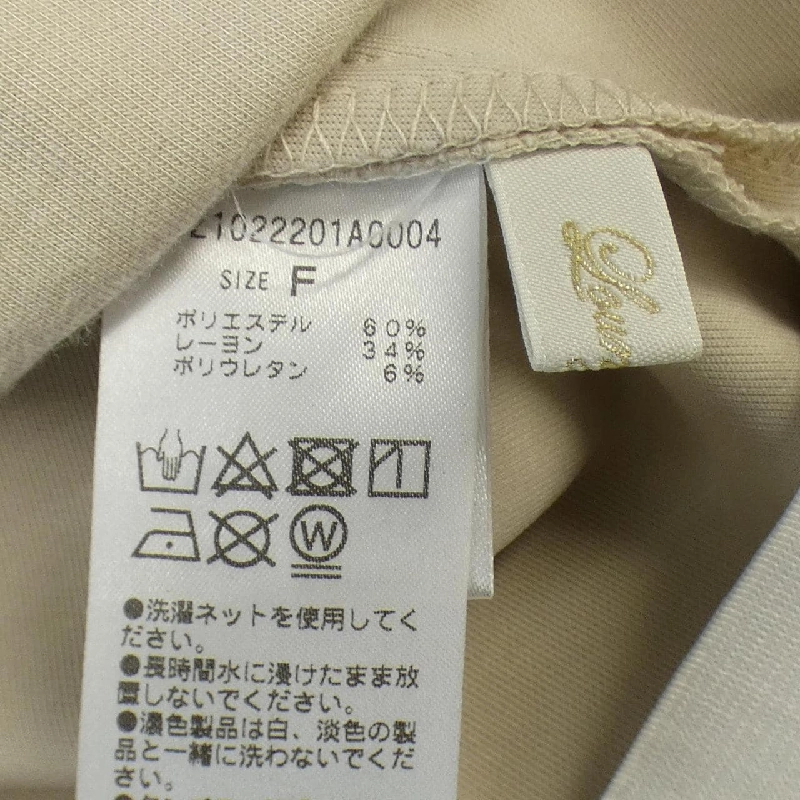 21022201A0004
SIZE F
ポリエステル 60%
レーヨン 34%
ポリウレタン 6%
W
●洗濯ネットを使用してく
ださい。
●長時間水に浸けたまま放
置しないでください。
●濃色製品は白、淡色の製
品と一緒に洗わないでくだ
さい。